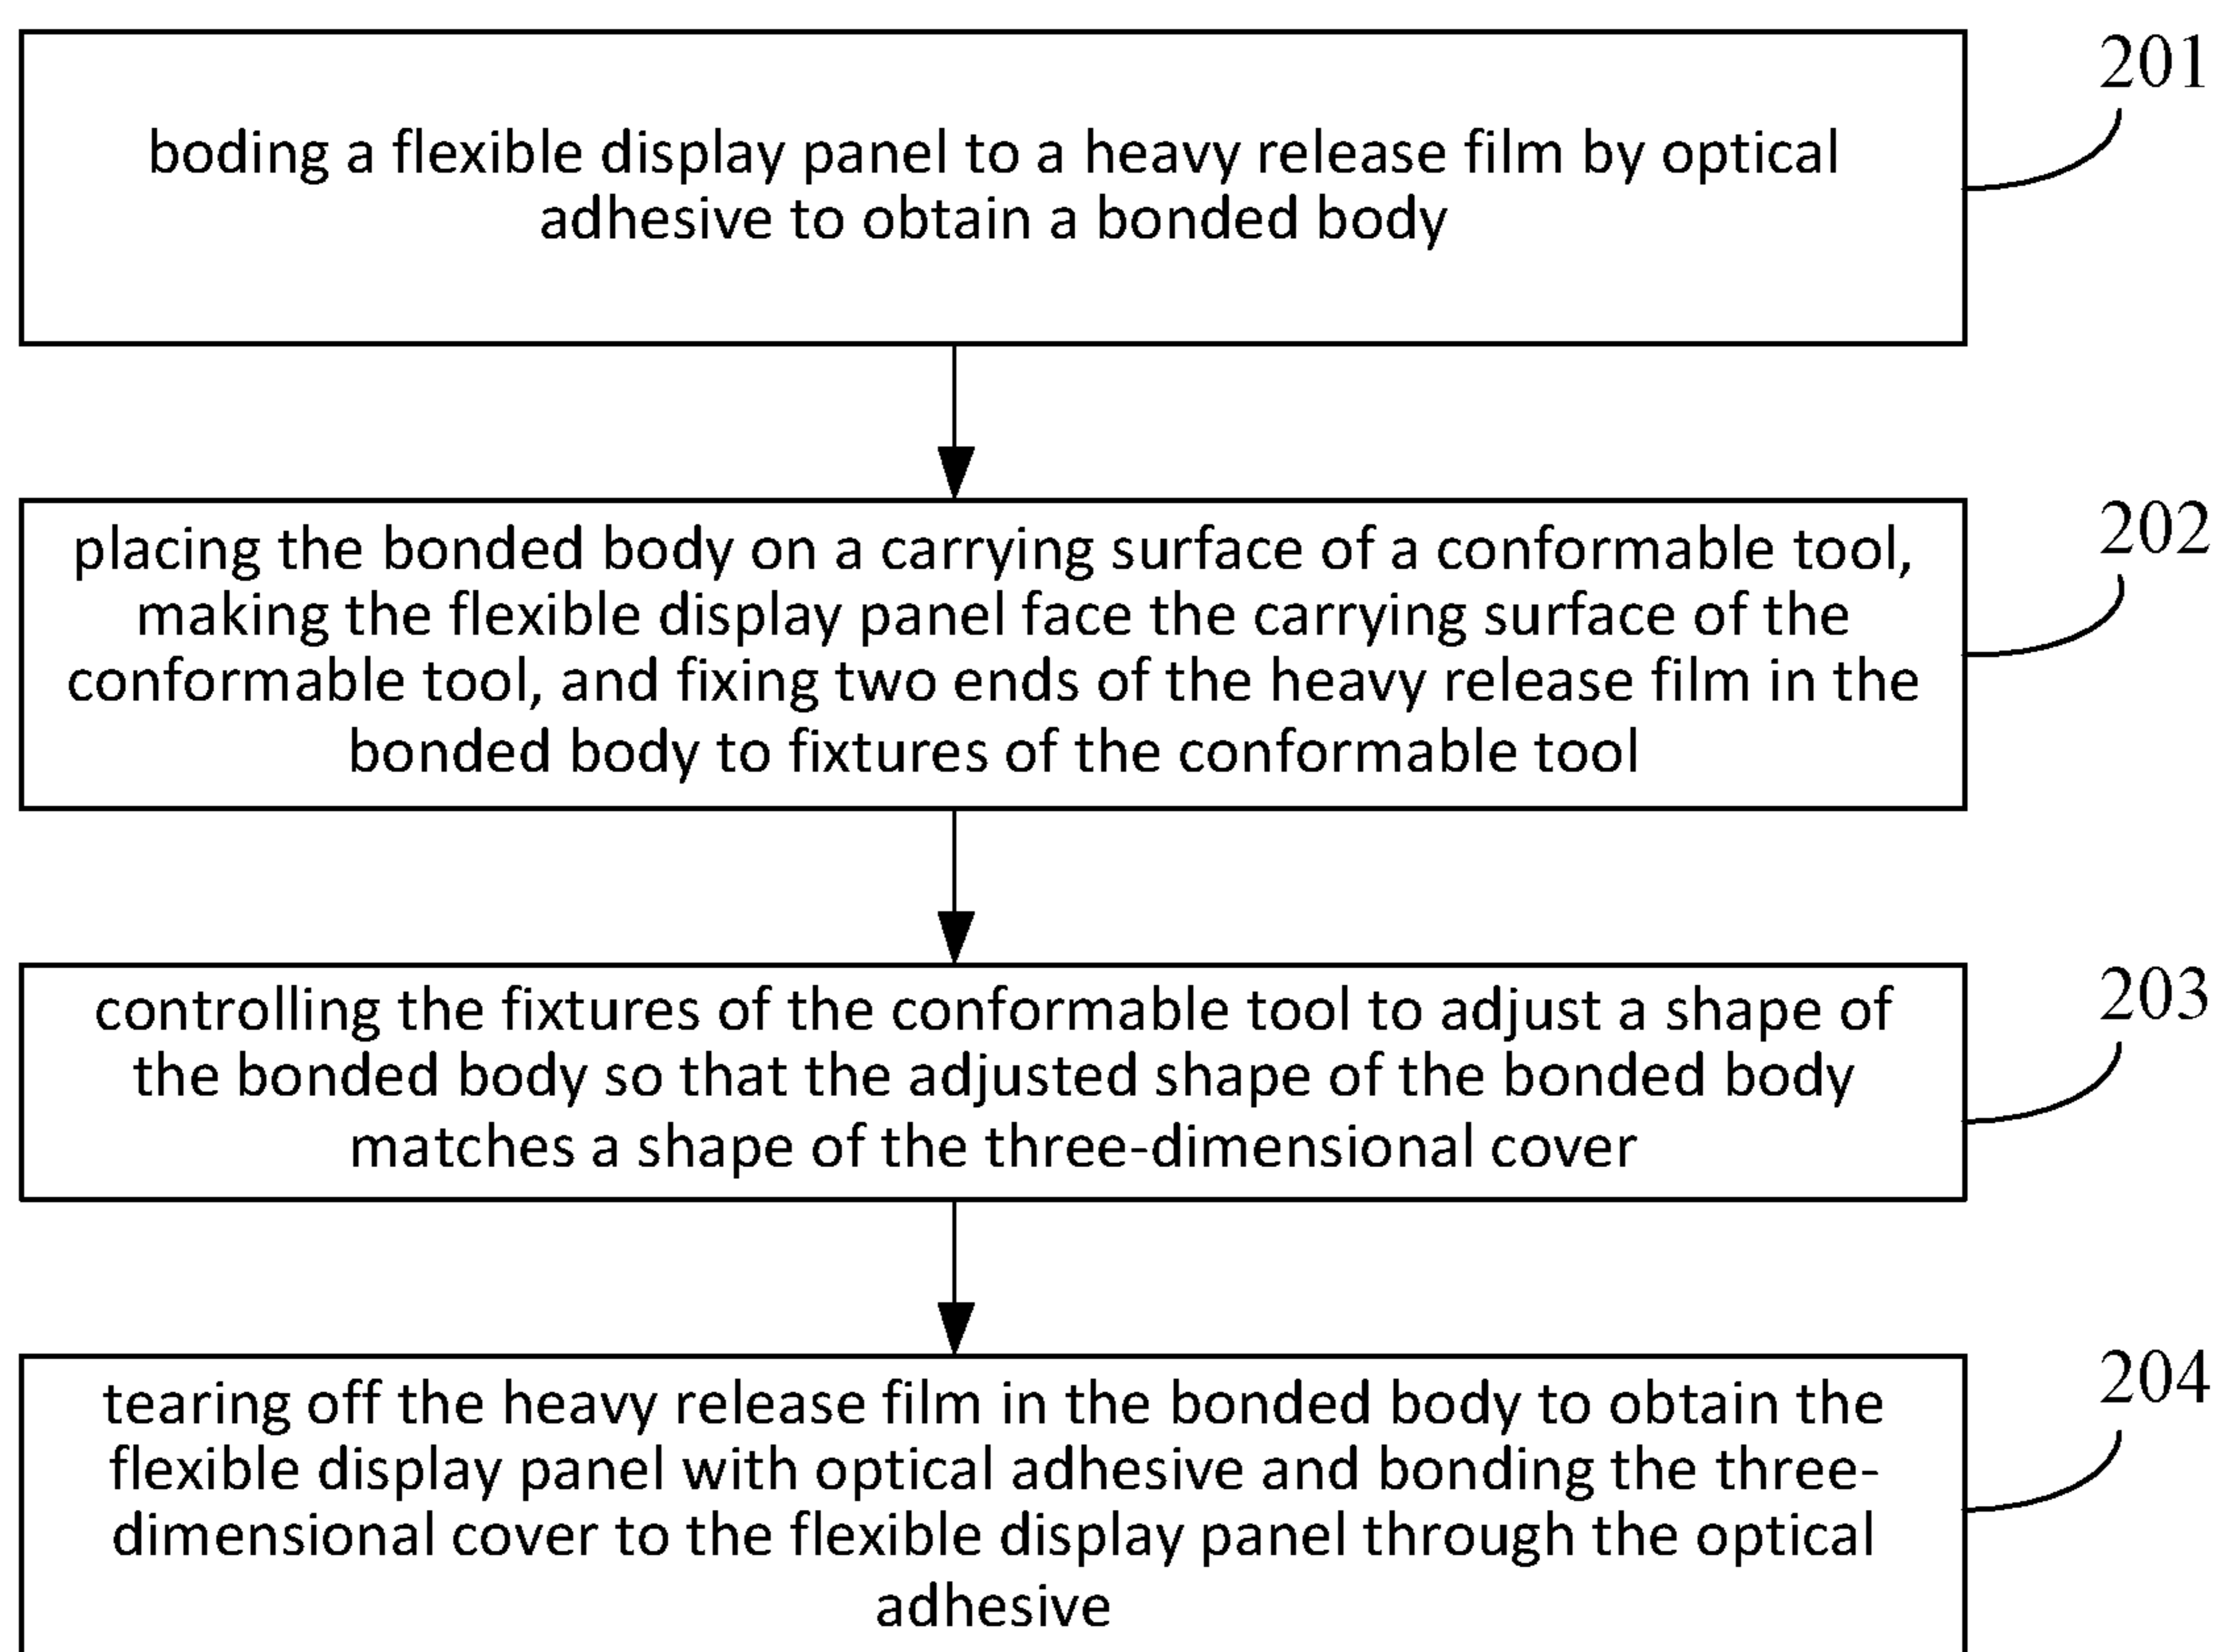 201
boding a flexible display panel to a heavy release film by optical
adhesive to obtain a bonded body
202
placing the bonded body on a carrying surface of a conformable tool,
making the flexible display panel face the carrying surface of the
conformable tool, and fixing two ends of the heavy release film in the
bonded body to fixtures of the conformable tool
203
controlling the fixtures of the conformable tool to adjust a shape of
the bonded body so that the adjusted shape of the bonded body
matches a shape of the three-dimensional cover
204
tearing off the heavy release film in the bonded body to obtain the
flexible display panel with optical adhesive and bonding the three-
dimensional cover to the flexible display panel through the optical
adhesive